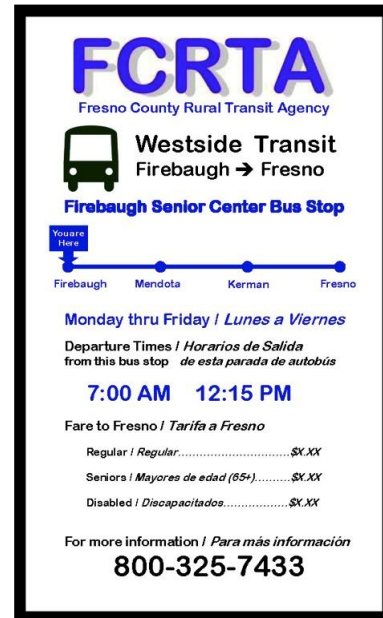 FCRTA
Fresno County Rural Transit Agency
Westside Transit
Firebaugh → Fresno
Firebaugh Senior Center Bus Stop
You are
Here
Firebaugh Mendota Kerman Fresno
Monday thru Friday / Lunes a Viernes
Departure Times / Horarios de Salida
from this bus stop de esta parada de autobús
7:00 AM 12:15 PM
Fare to Fresno / Tarifa a Fresno
Regular / Regular..............................$X.XX
Seniors / Mayores de edad (65+)..........$X.XX
Disabled / Discapacitados..................$X.XX
For more information / Para más información
800-325-7433